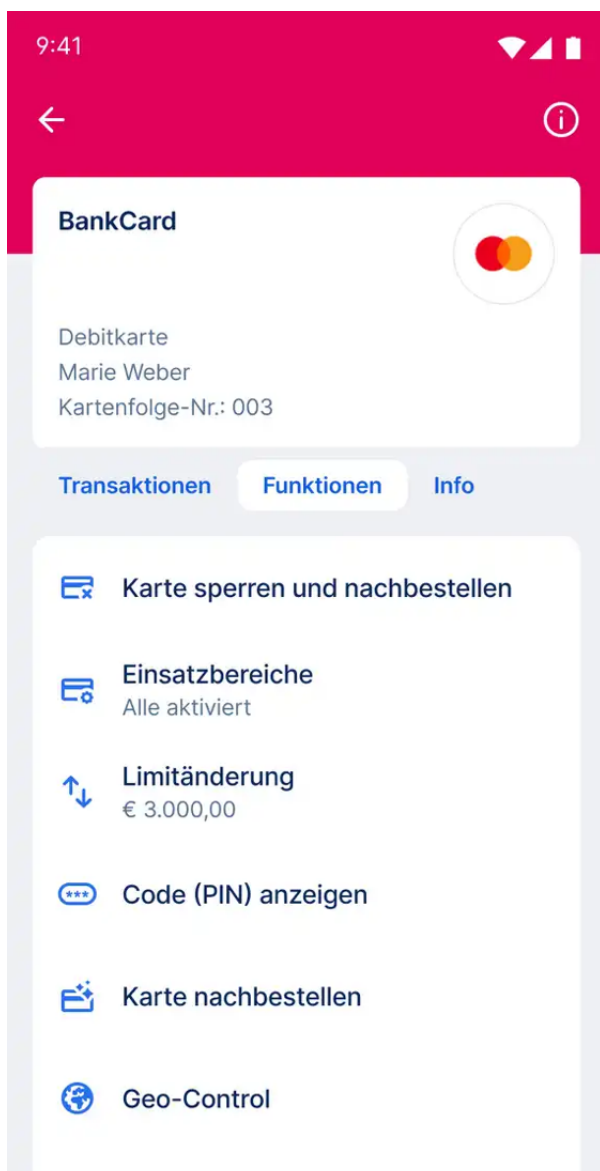 9:41
BankCard
Debitkarte
Marie Weber
Kartenfolge-Nr.: 003
Transaktionen Funktionen Info
Karte sperren und nachbestellen
Einsatzbereiche
Alle aktiviert
Limitänderung
€ 3.000,00
Code (PIN) anzeigen
Karte nachbestellen
Geo-Control